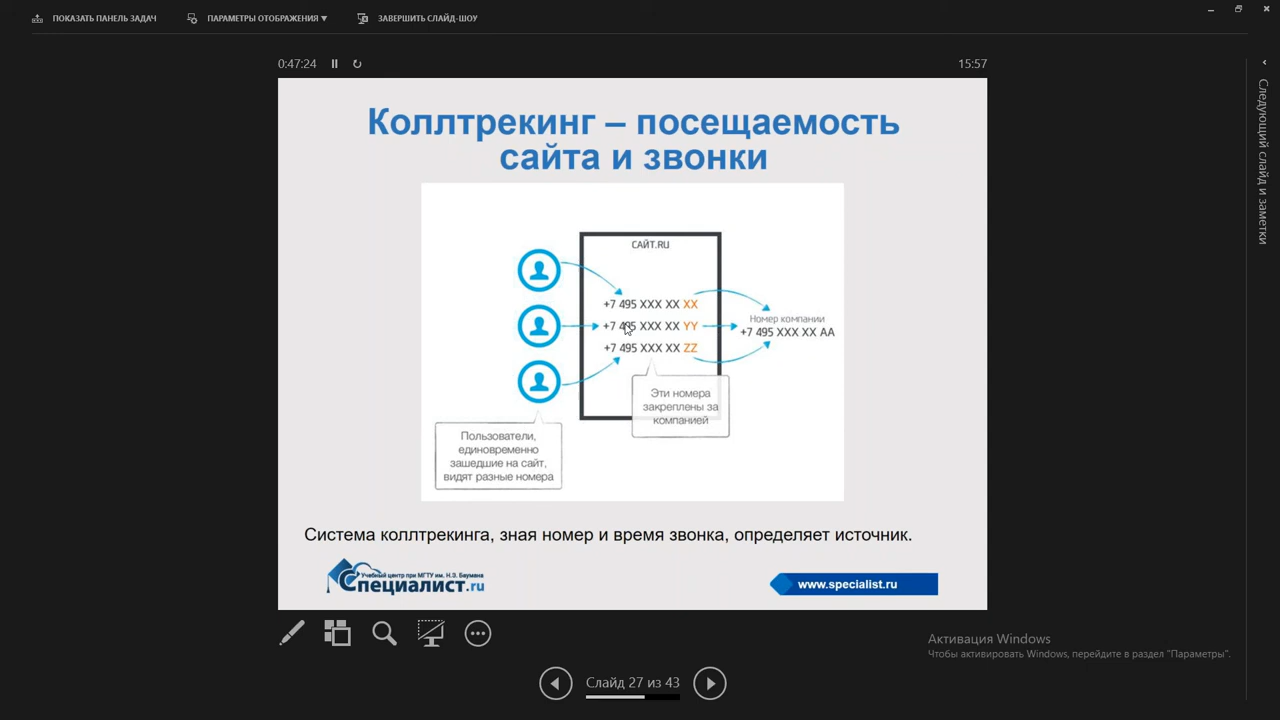 ПОКАЗАТЬ ПАНЕЛЬ ЗАДАЧ
ПАРАМЕТРЫ ОТОБРАЖЕНИЯ
ЗАВЕРШИТЬ СЛАЙД-ШОУ
0:47:24
15:57
Следующий слайд и заметки
Коллтрекинг – посещаемость
сайта и звонки
САЙТ.RU
+7 495 XXX XX XX
+7 495 XXX XX YY
+7 495 XXX XX ZZ
Номер компании
+7 495 XXX XX AA
Эти номера
закреплены за
компанией
Пользователи,
единовременно
зашедшие на сайт,
видят разные номера
Система коллтрекинга, зная номер и время звонка, определяет источник.
Учебный центр при МГТУ им. Н.Э. Баумана
Специалист.ru
www.specialist.ru
Активация Windows
Чтобы активировать Windows, перейдите в раздел "Параметры".
Слайд 27 из 43